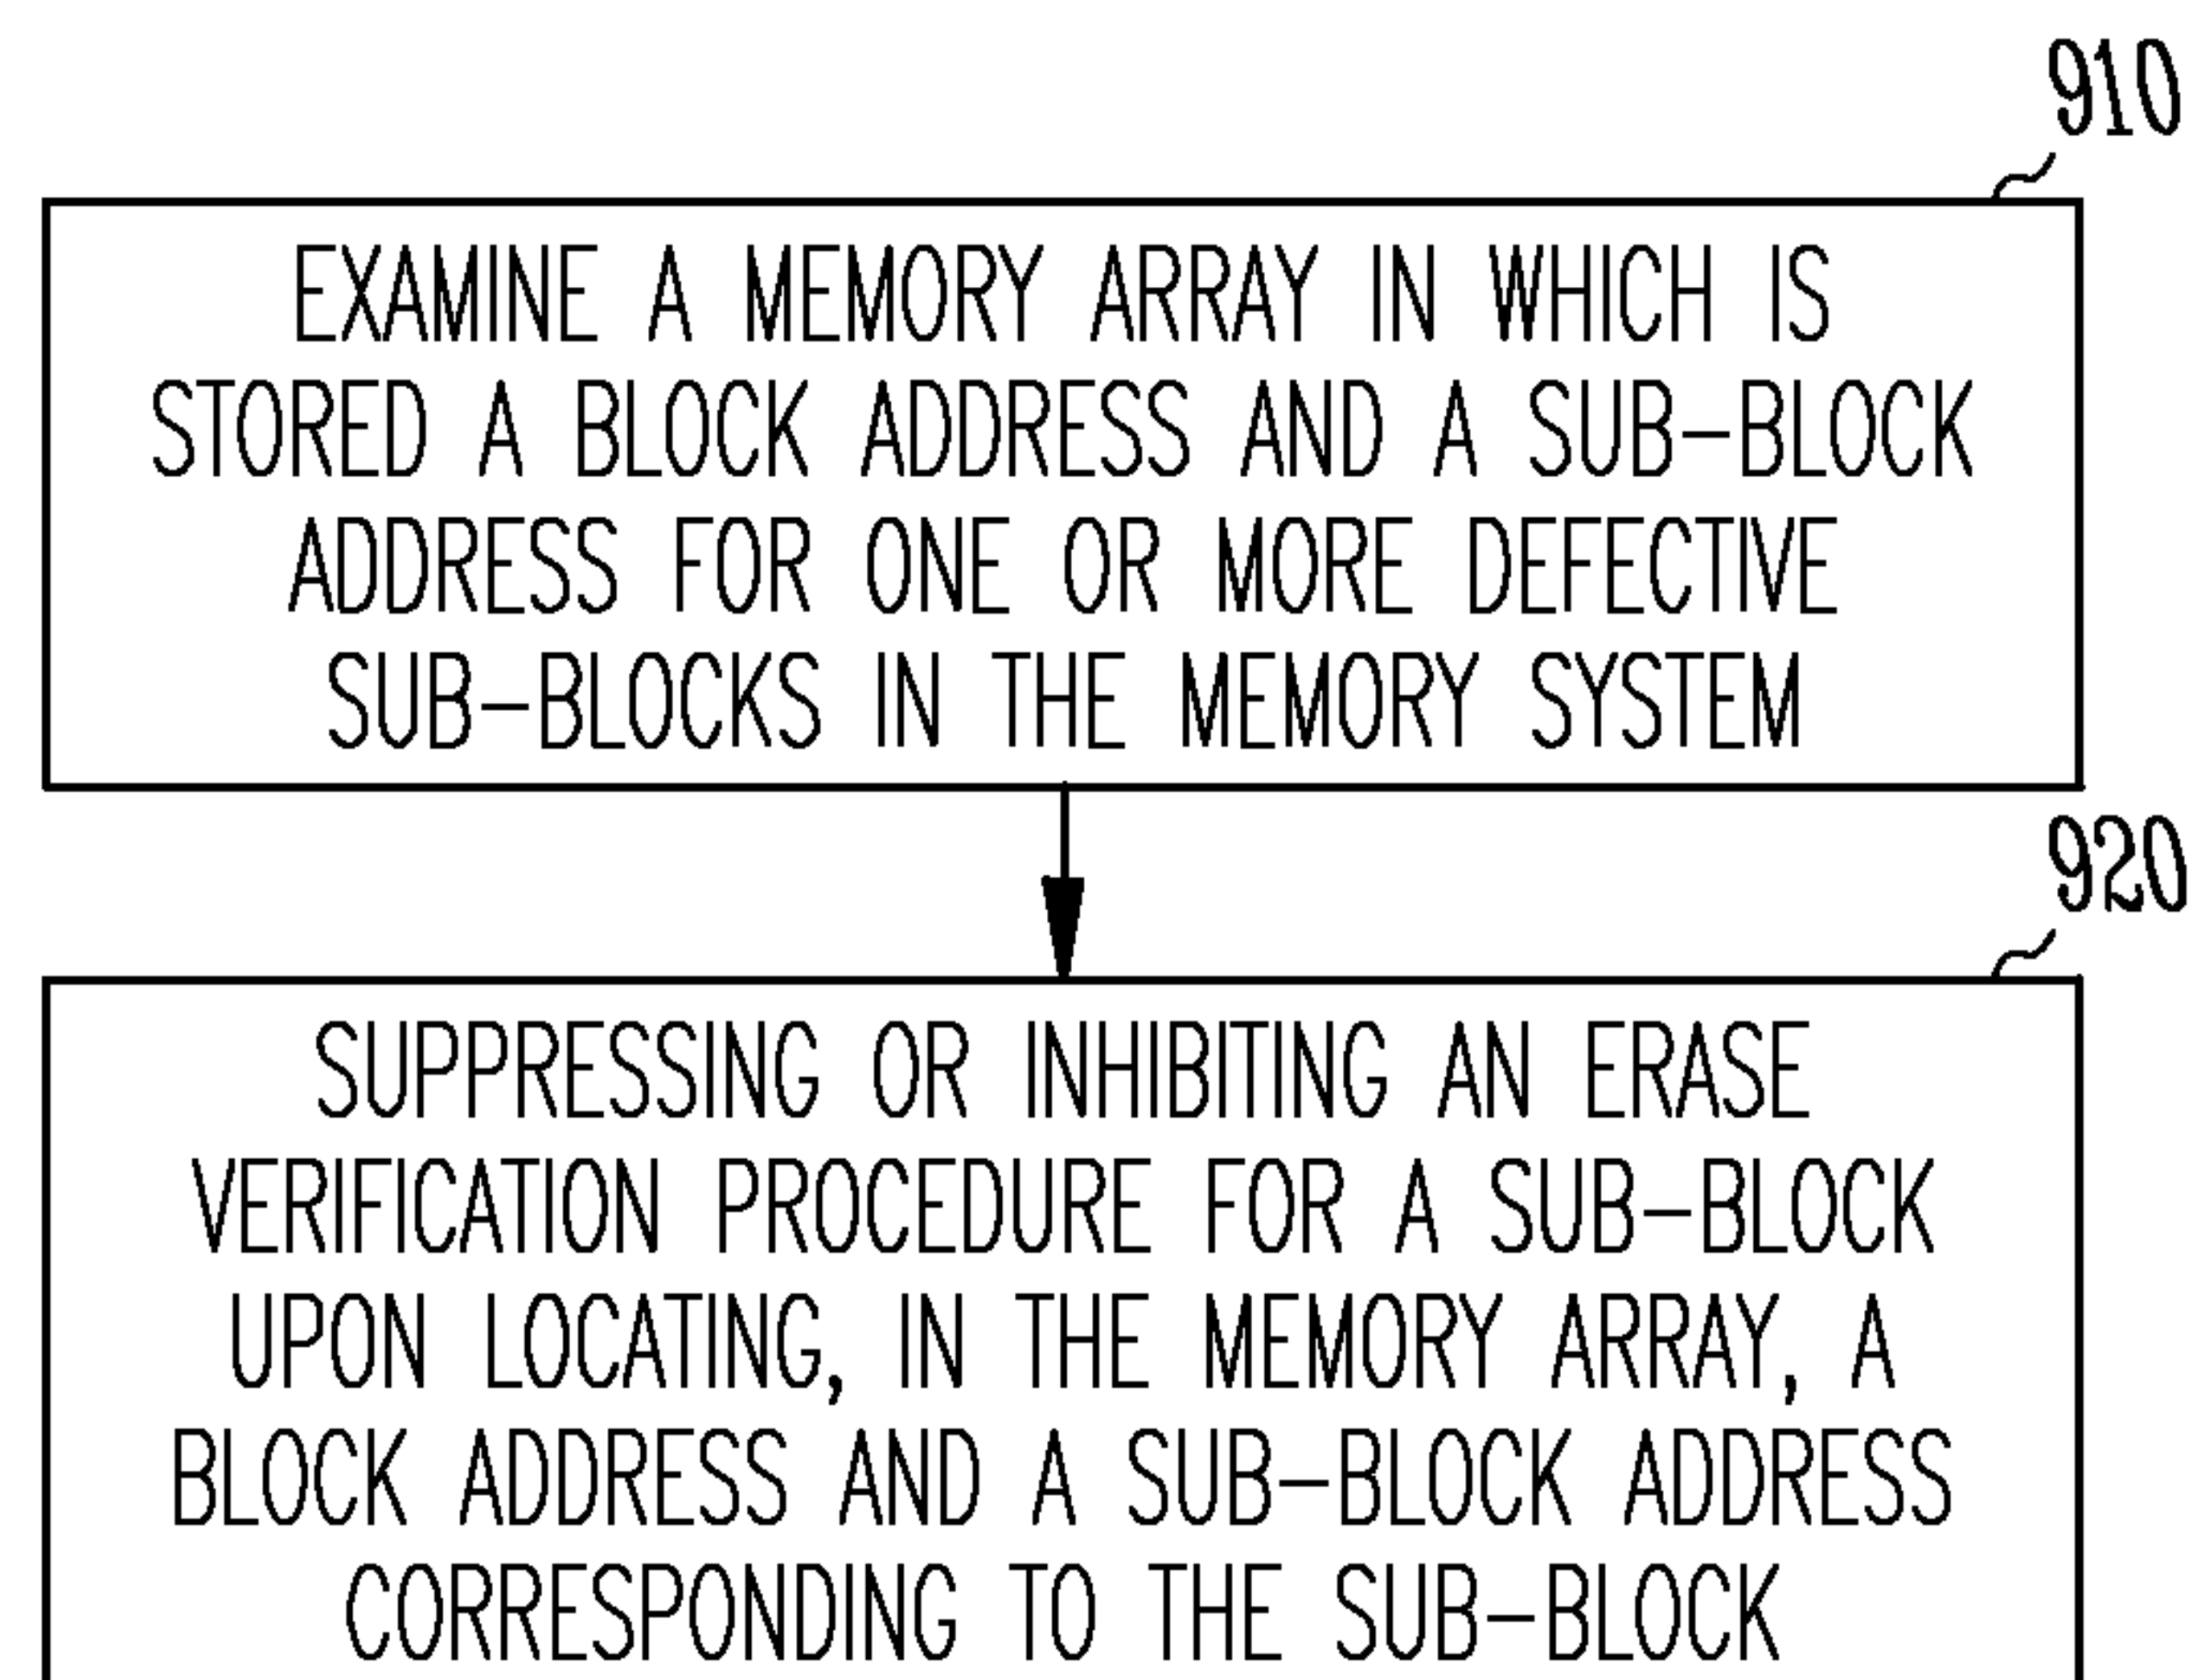 910
EXAMINE A MEMORY ARRAY IN WHICH IS
STORED A BLOCK ADDRESS AND A SUB-BLOCK
ADDRESS FOR ONE OR MORE DEFECTIVE
SUB-BLOCKS IN THE MEMORY SYSTEM
920
SUPPRESSING OR INHIBITING AN ERASE
VERIFICATION PROCEDURE FOR A SUB-BLOCK
UPON LOCATING, IN THE MEMORY ARRAY, A
BLOCK ADDRESS AND A SUB-BLOCK ADDRESS
CORRESPONDING TO THE SUB-BLOCK